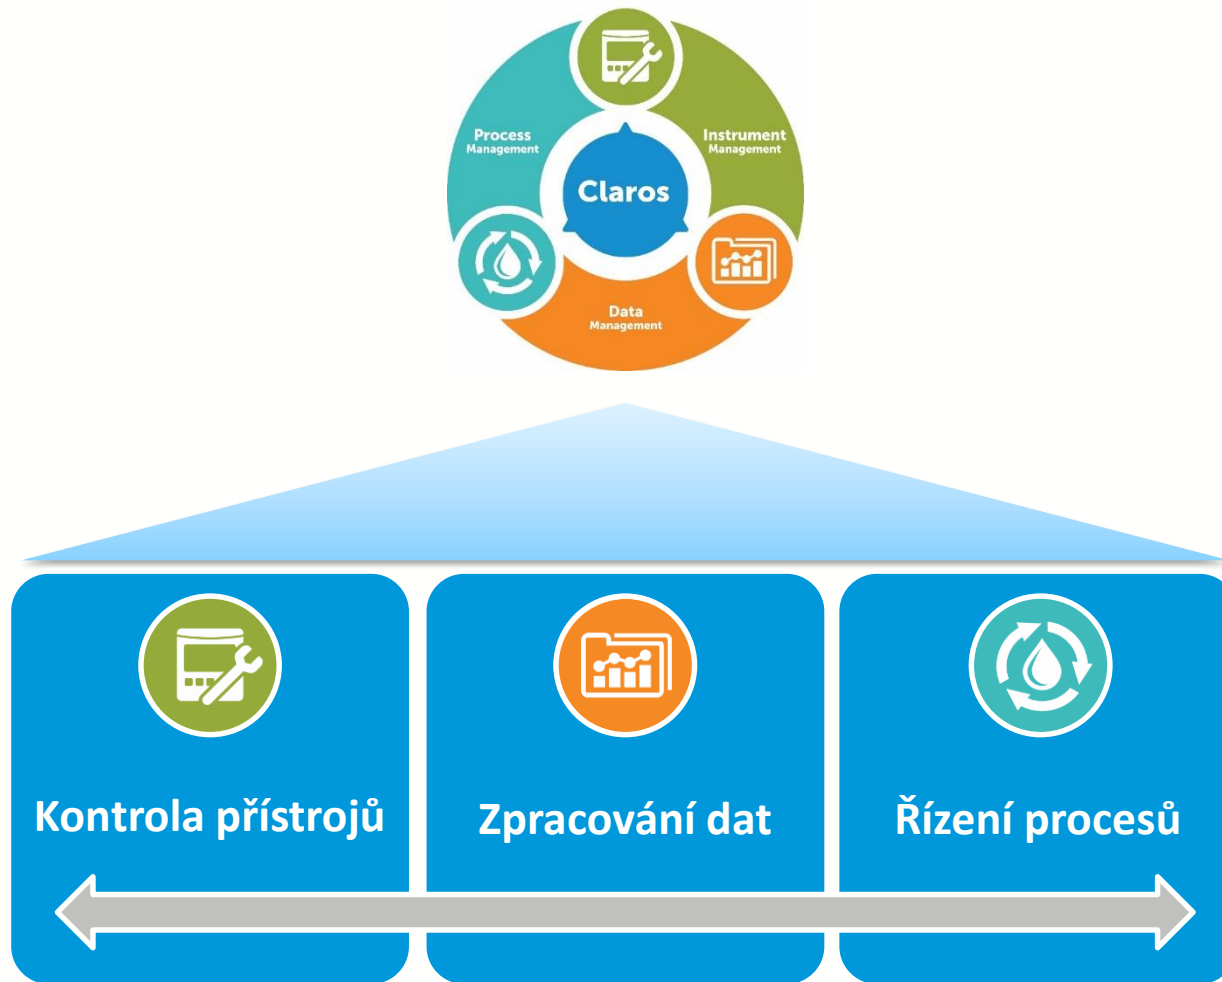 Process
Management
Instrument
Management
Claros
Data
Management
Kontrola přístrojů
Zpracování dat
Řízení procesů